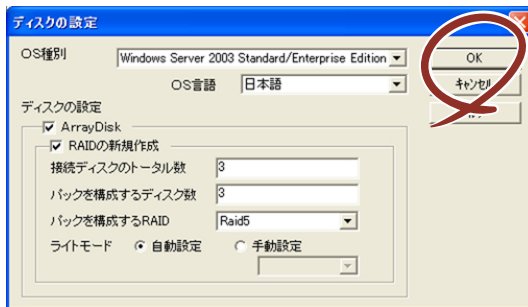 ディスクの設定
OS種別 Windows Server 2003 Standard/Enterprise Edition
OK
OS言語 日本語
キャンセル
ディスクの設定
ArrayDisk
RAIDの新規作成
接続ディスクのトータル数 3
パックを構成するディスク数 3
パックを構成するRAID Raid5
ライトモード 自動設定 手動設定